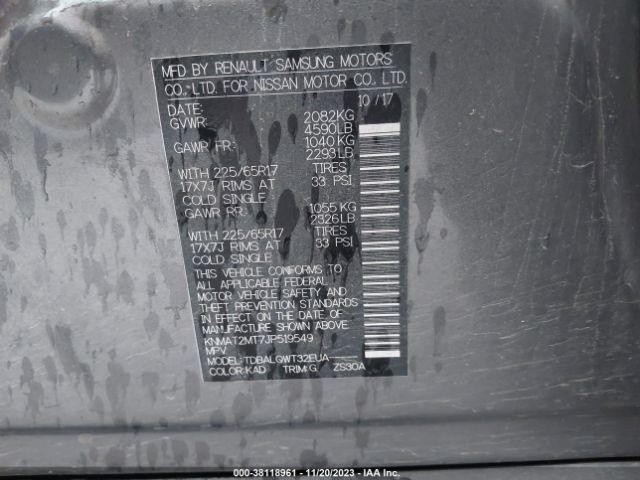 MFD BY RENAULT SAMSUNG MOTORS
CO., LTD. FOR NISSAN MOTOR CO., LTD.
DATE: 10/17
GVWR: 2082KG
4590LB
GAWR FR: 1040 KG
2293LB
WITH 225/65R17 TIRES
17X7J RIMS AT 33 PSI
COLD SINGLE
GAWR RR: 1055 KG
2326LB
WITH 225/65R17 TIRES
17X7J RIMS AT 33 PSI
COLD SINGLE
THIS VEHICLE CONFORMS TO
ALL APPLICABLE FEDERAL
MOTOR VEHICLE SAFETY AND
THEFT PREVENTION STANDARDS
IN EFFECT ON THE DATE OF
MANUFACTURE SHOWN ABOVE
KNMAT2MT7JP519549
MPV
MODEL: TDBALGWT32EUA-----
COLOR: KAD TRIM: G ZS30A
000-38118961 - 11/20/2023 - IAA Inc.